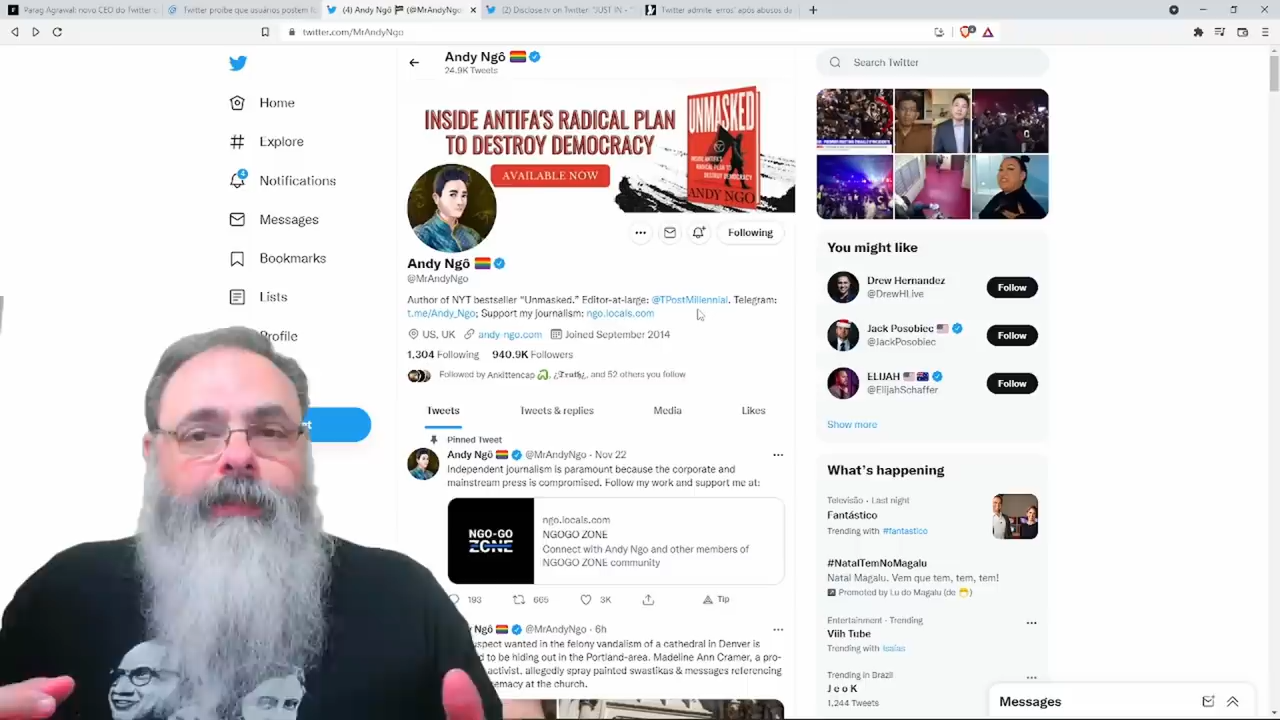 Parag Agrawal, novo CEO do Twitter
Twitter proíbe que usuários postem
(4) Andy Ngô (@MrAndyNgo)
(2) Disclose.tv on Twitter: "JUST IN -
Twitter admite 'erros' após abusos da
twitter.com/MrAndyNgo
Andy Ngô
24.9K Tweets
Search Twitter
Home
Explore
4
Notifications
Messages
Bookmarks
Lists
Profile
INSIDE ANTIFA'S RADICAL PLAN
TO DESTROY DEMOCRACY
AVAILABLE NOW
UNMASKED
INSIDE ANTIFA'S
RADICAL PLAN TO
DESTROY DEMOCRACY
ANDY NGO
Following
Andy Ngô
@MrAndyNgo
Author of NYT bestseller “Unmasked.” Editor-at-large: @TPostMillennial. Telegram:
t.me/Andy_Ngo; Support my journalism: ngo.locals.com
US, UK andy-ngo.com Joined September 2014
1,304 Following 940.9K Followers
Followed by Ankittencap, and 52 others you follow
Tweets Tweets & replies Media Likes
Pinned Tweet
Andy Ngô @MrAndyNgo · Nov 22
Independent journalism is paramount because the corporate and
mainstream press is compromised. Follow my work and support me at:
NGO-GO
ZONE
ngo.locals.com
NGOGO ZONE
Connect with Andy Ngo and other members of
NGOGO ZONE community
193 665 3K Tip
Ngô @MrAndyNgo · 6h
spect wanted in the felony vandalism of a cathedral in Denver is
d to be hiding out in the Portland-area. Madeline Ann Cramer, a pro-
activist, allegedly spray painted swastikas & messages referencing
emacy at the church.
You might like
Drew Hernandez
@DrewHLive
Follow
Jack Posobiec
@JackPosobiec
Follow
ELIJAH
@ElijahSchaffer
Follow
Show more
What’s happening
Televisão · Last night
Fantástico
Trending with #fantastico
#NatalTemNoMagalu
Natal Magalu. Vem que tem, tem, tem!
Promoted by Lu do Magalu (de )
Entertainment · Trending
Viih Tube
Trending with Isaías
Trending in Brazil
J e o K
1,244 Tweets
Messages